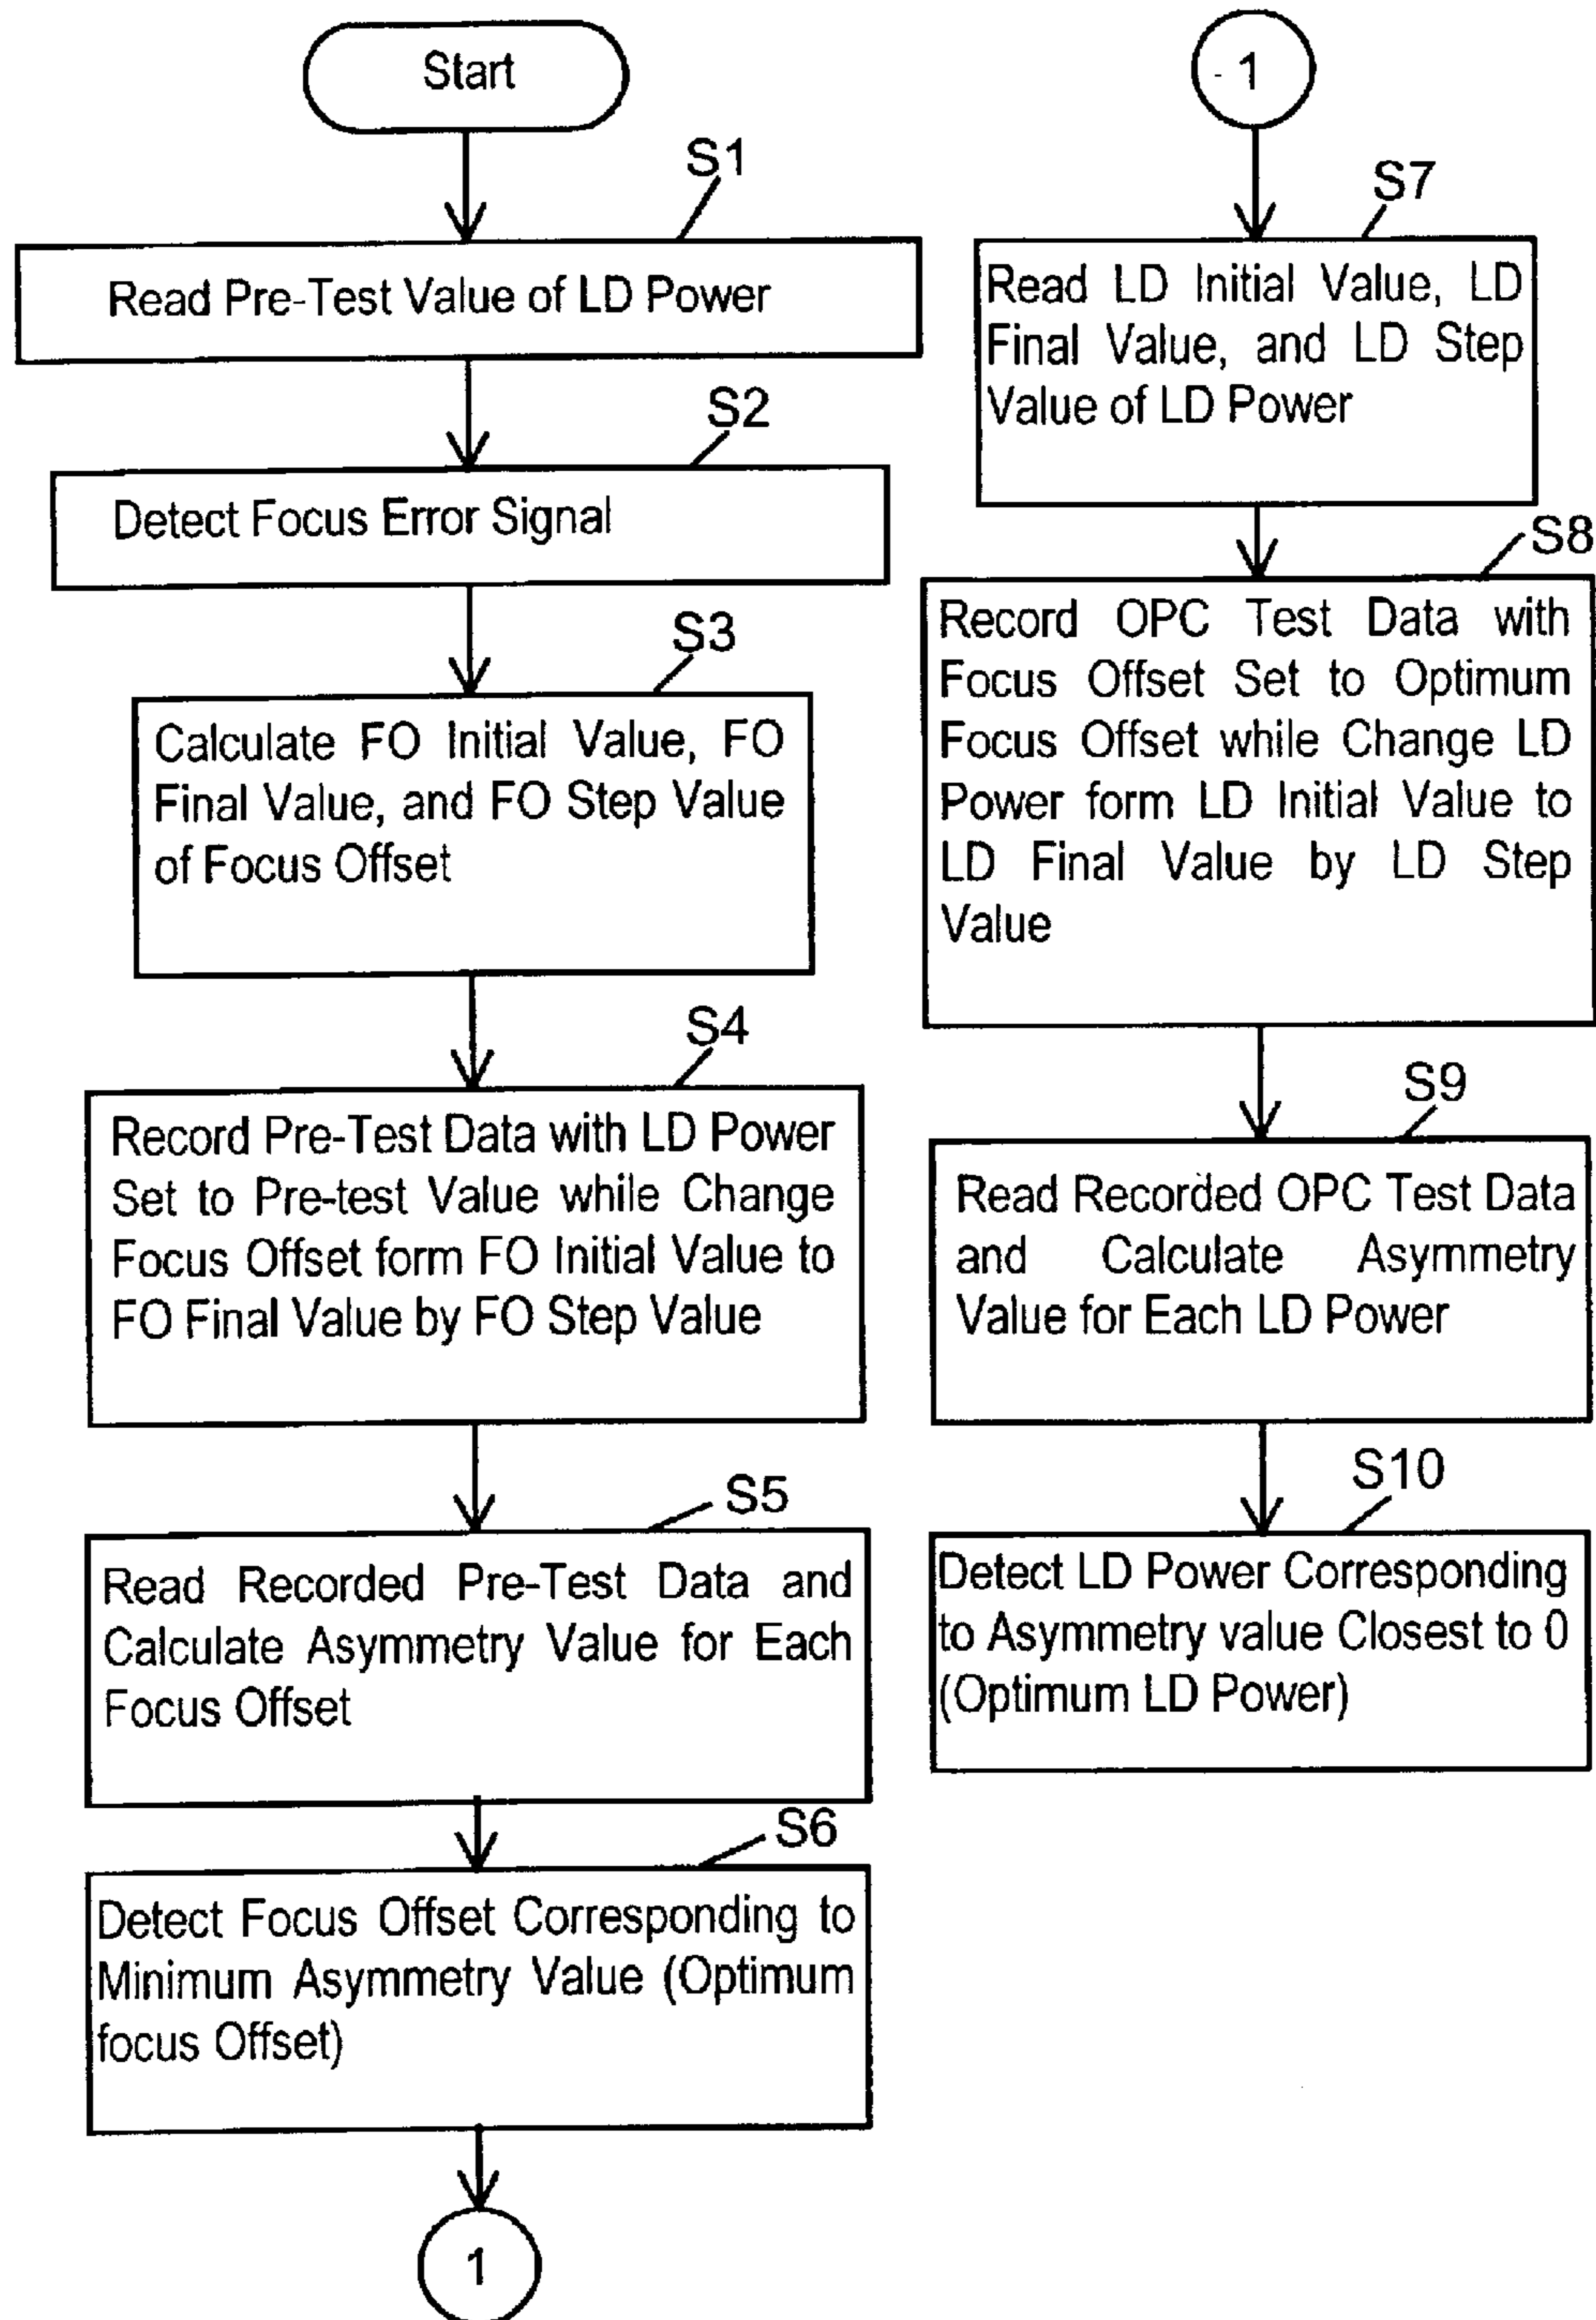 Start
S1
Read Pre-Test Value of LD Power
S2
Detect Focus Error Signal
S3
Calculate FO Initial Value, FO
Final Value, and FO Step Value
of Focus Offset
S4
Record Pre-Test Data with LD Power
Set to Pre-test Value while Change
Focus Offset form FO Initial Value to
FO Final Value by FO Step Value
S5
Read Recorded Pre-Test Data and
Calculate Asymmetry Value for Each
Focus Offset
S6
Detect Focus Offset Corresponding to
Minimum Asymmetry Value (Optimum
focus Offset)
1
1
S7
Read LD Initial Value, LD
Final Value, and LD Step
Value of LD Power
S8
Record OPC Test Data with
Focus Offset Set to Optimum
Focus Offset while Change LD
Power form LD Initial Value to
LD Final Value by LD Step
Value
S9
Read Recorded OPC Test Data
and Calculate Asymmetry
Value for Each LD Power
S10
Detect LD Power Corresponding
to Asymmetry value Closest to 0
(Optimum LD Power)